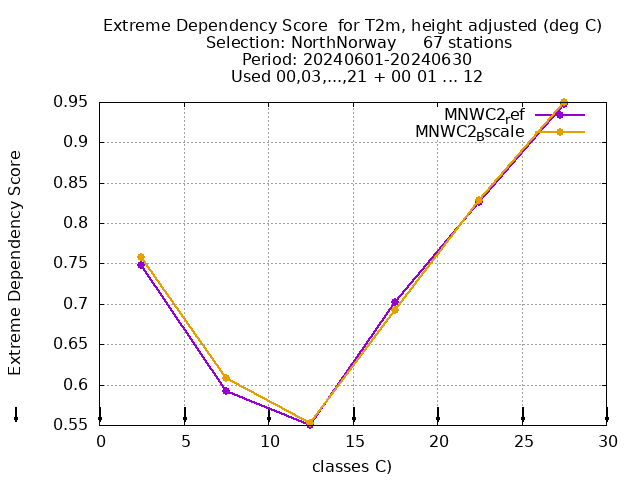 Extreme Dependency Score  for T2m, height adjusted (deg C)
Selection: NorthNorway     67 stations
Period: 20240601-20240630
Used 00,03,...,21 + 00 01 ... 12
MNWC2ref
MNWC2Bscale
Extreme Dependency Score
0.95
0.9
0.85
0.8
0.75
0.7
0.65
0.6
0.55
0 5 10 15 20 25 30
classes C)